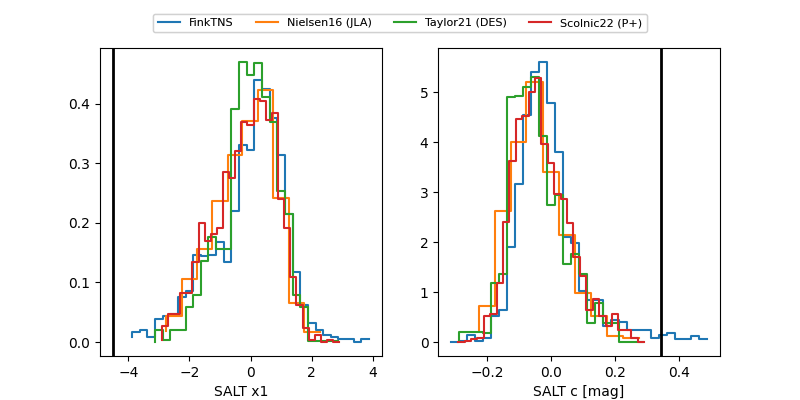 FinkTNS Nielsen16 (JLA) Taylor21 (DES) Scolnic22 (P+)
0.4
0.3
0.2
0.1
0.0
−4 −2 0 2 4
SALT x1
5
4
3
2
1
0
−0.2 0.0 0.2 0.4
SALT c [mag]